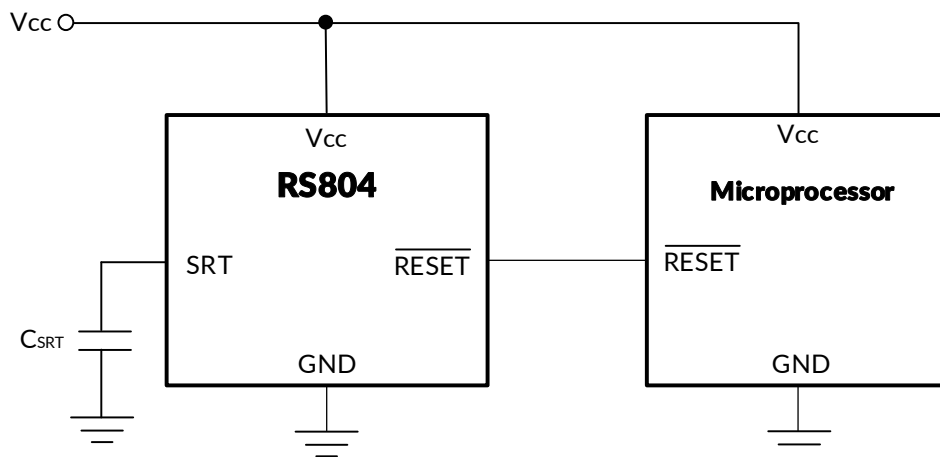 Vcc
Vcc
Vcc
RS804
Microprocessor
SRT
RESET
RESET
CSRT
GND
GND